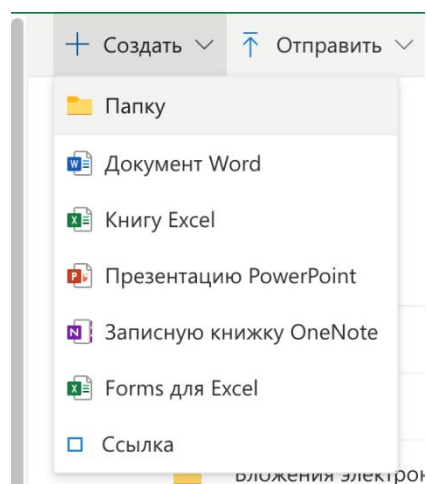 Создать Отправить
Папку
Документ Word
Книгу Excel
Презентацию PowerPoint
Записную книжку OneNote
Forms для Excel
Ссылка